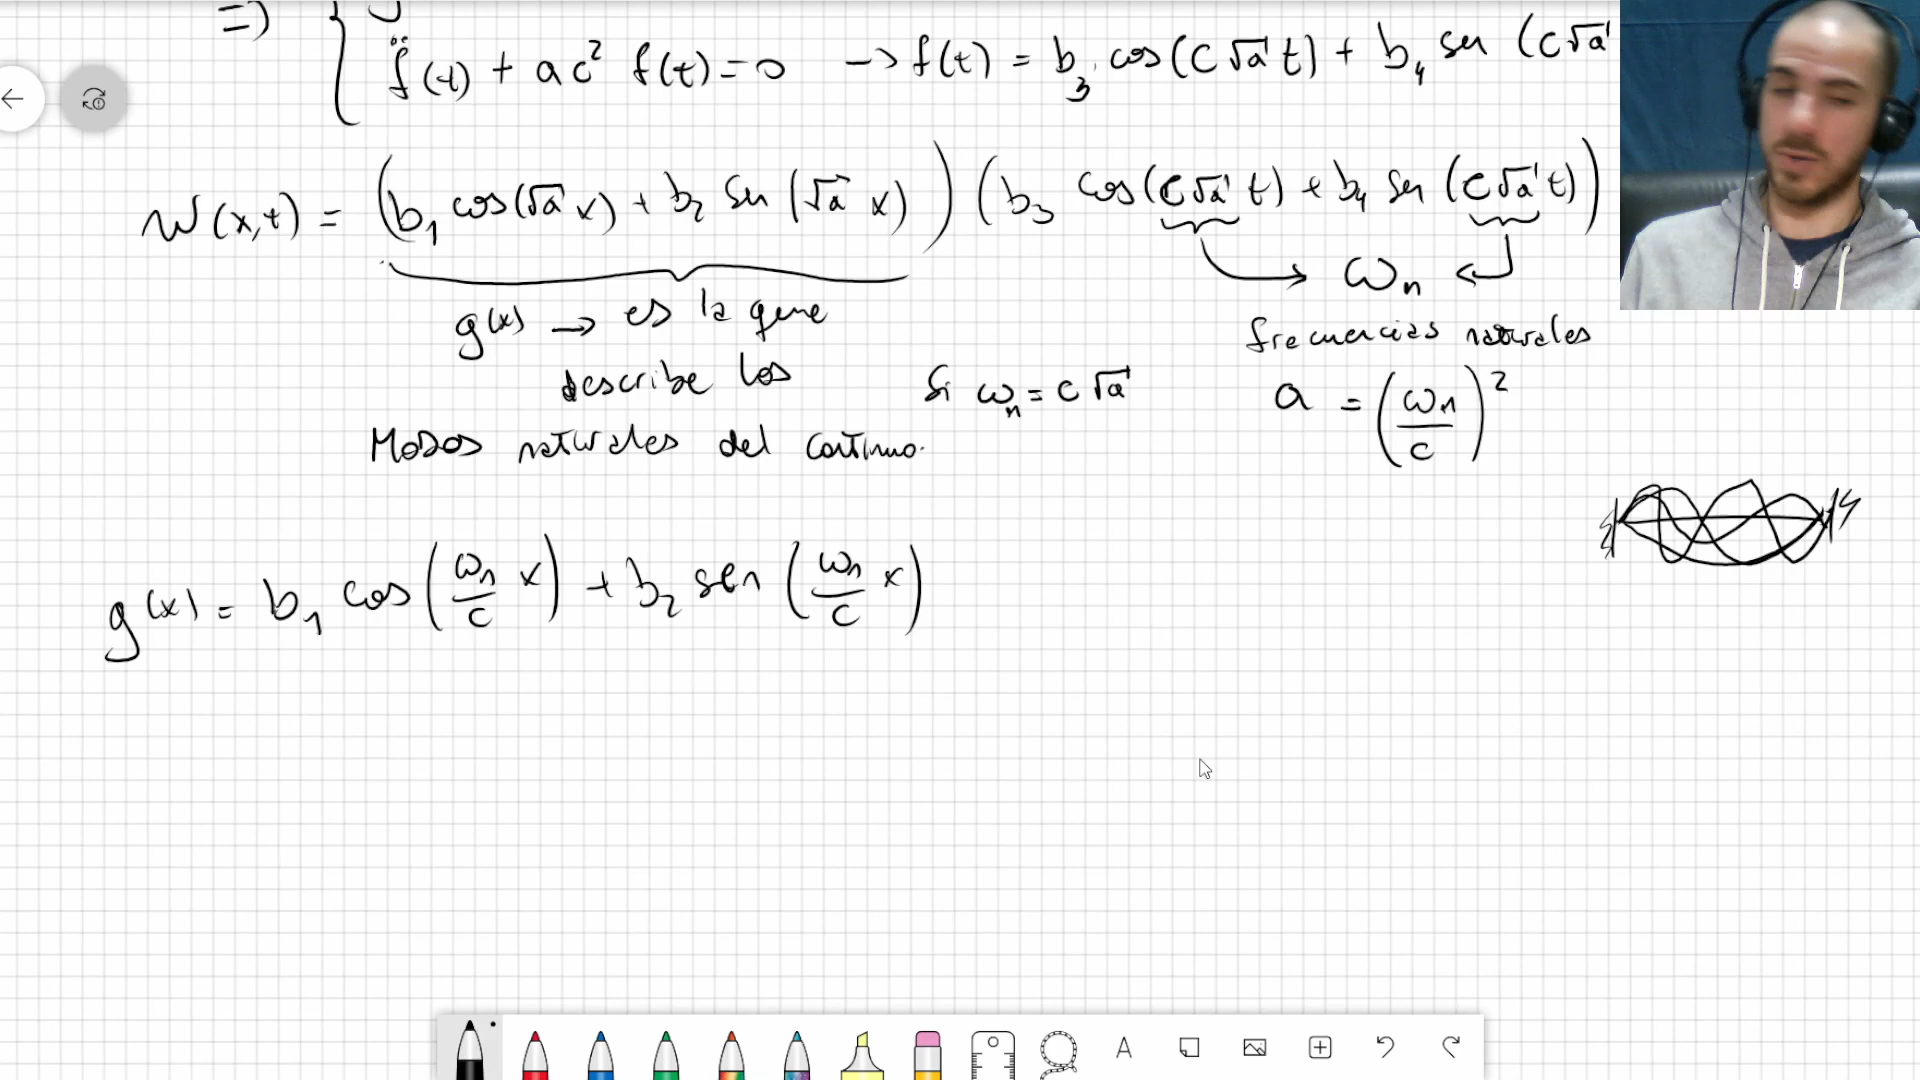 =>
f̈(t) + ac² f(t) = 0 → f(t) = b₃ cos(c√a t) + b₄ sen (c√a
w(x,t) = (b₁ cos(√a x) + b₂ sen (√a x)) (b₃ cos(c√a t) + b₄ sen (c√a t))
ωn
g(x) → es la que
describe los
Modos naturales del continuo.
frecuencias naturales
Si ωn = c√a
a = (ωn/c)²
g(x) = b₁ cos(ωn/c x) + b₂ sen (ωn/c x)
A